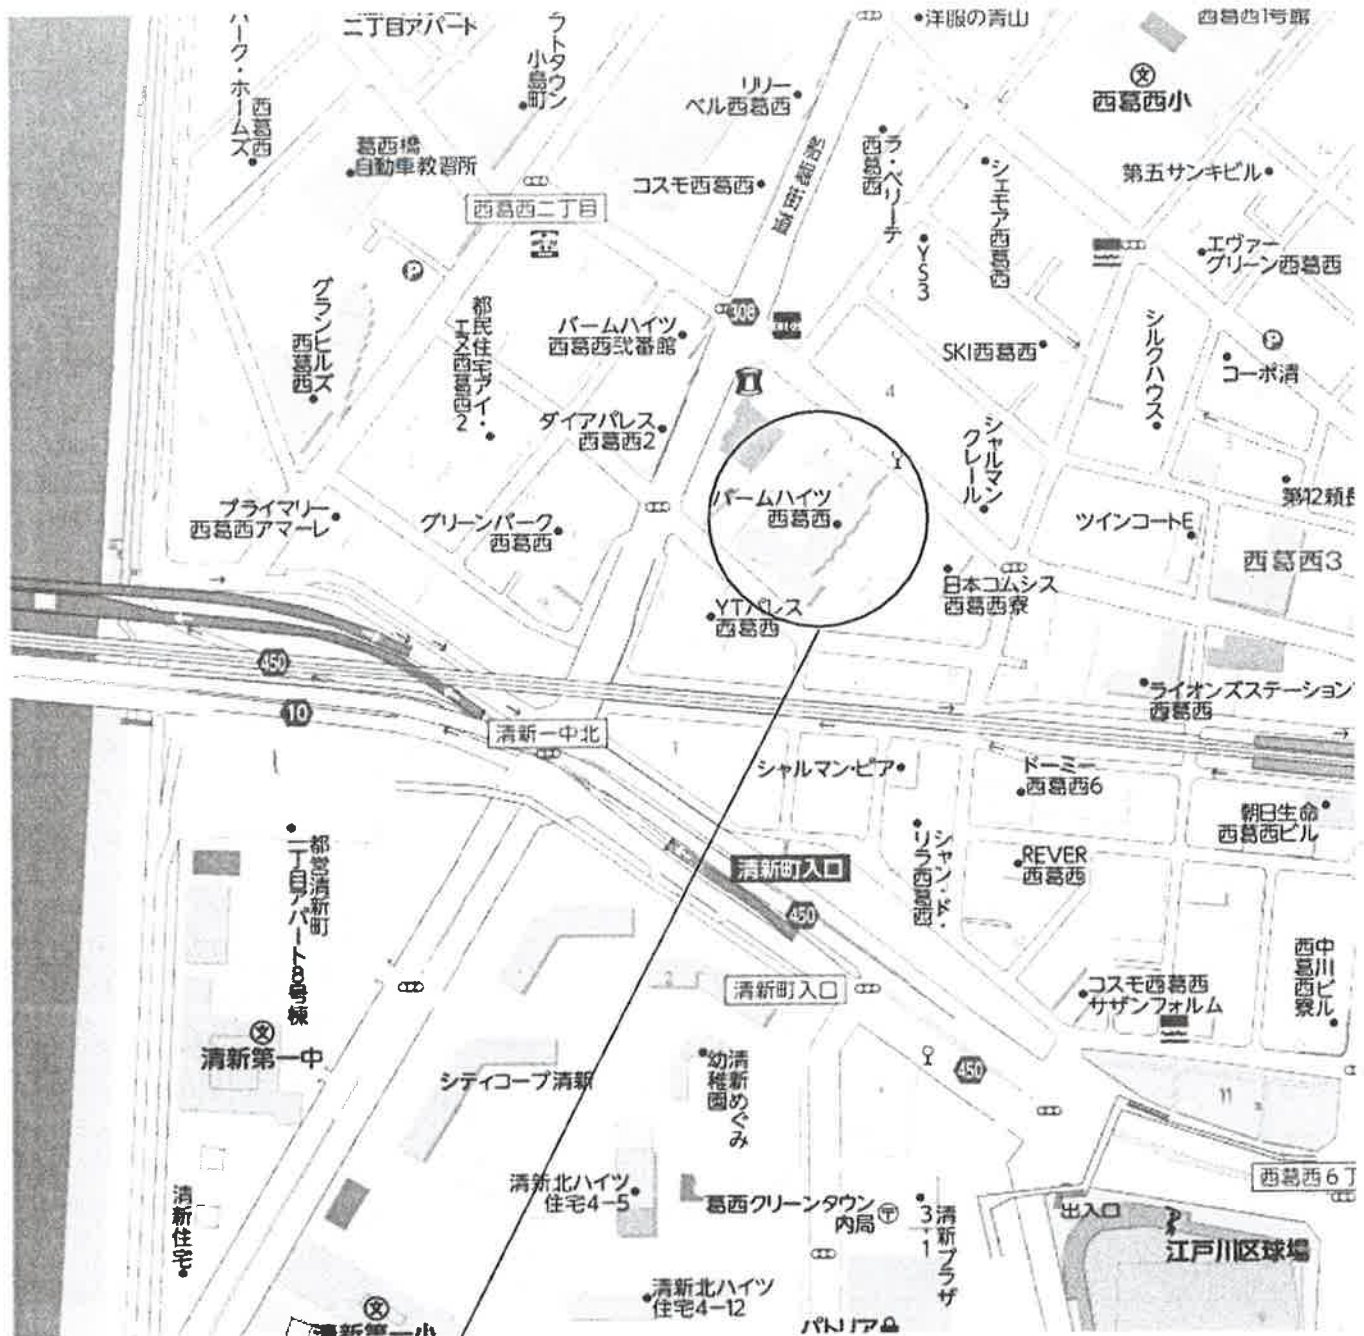 二丁目アパート
パーク・ホームズ
西葛西
フトタウン
小島町
洋服の青山
西葛西1号館
西葛西小
リリー
ベル西葛西
葛西橋
自動車教習所
西葛西二丁目
コスモ西葛西
ラ・ベリーテ
西葛西
シェモア西葛西
第五サンキビル
YS3
エヴァー
グリーン西葛西
P
グランヒルズ
西葛西
都民住宅アイ・
エヌ西葛西2
パームハイツ
西葛西弐番館
308
SKI西葛西
シルクハウス
P
コーポ清
4
ダイアパレス
西葛西2
シャルマン
クレール
プライマリー
西葛西アマーレ
グリーンパーク
西葛西
パームハイツ
西葛西
ツインコートE
西葛西3
日本コムシス
西葛西寮
YTパレス
西葛西
450
10
ライオンズステーション
西葛西
清新一中北
1
シャルマン・ピア
ドーミー
西葛西6
朝日生命
西葛西ビル
都営清新町
二丁目アパート8号棟
清新町入口
シャン・ド・
リラ西葛西
REVER
西葛西
450
清新町入口
2
中川ビル
西葛西寮
コスモ西葛西
サザンフォルム
文
清新第一中
シティコープ清新
清新めぐみ
幼稚園
450
11
清新住宅
清新北ハイツ
住宅4-5
葛西クリーンタウン
内局
清新プラザ
3・1
西葛西6丁
出入口
江戸川区球場
清新北ハイツ
住宅4-12
文
清新第一小
パトリア